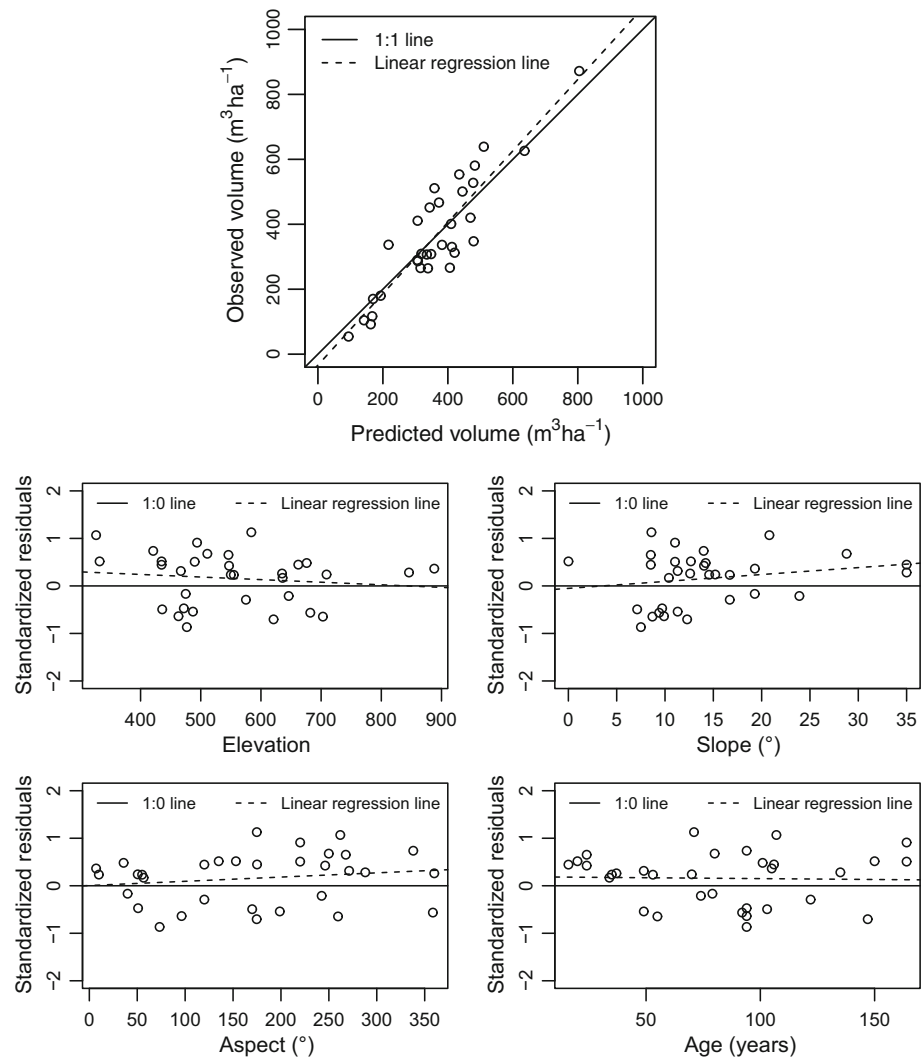 1:1 line
Linear regression line
Observed volume (m³ha⁻¹)
0 200 400 600 800 1000
0 200 400 600 800 1000
Predicted volume (m³ha⁻¹)
1:0 line Linear regression line
Standardized residuals
-2 -1 0 1 2
400 500 600 700 800 900
Elevation
1:0 line Linear regression line
Standardized residuals
-2 -1 0 1 2
0 5 10 15 20 25 30 35
Slope (°)
1:0 line Linear regression line
Standardized residuals
-2 -1 0 1 2
0 50 100 150 200 250 300 350
Aspect (°)
1:0 line Linear regression line
Standardized residuals
-2 -1 0 1 2
50 100 150
Age (years)